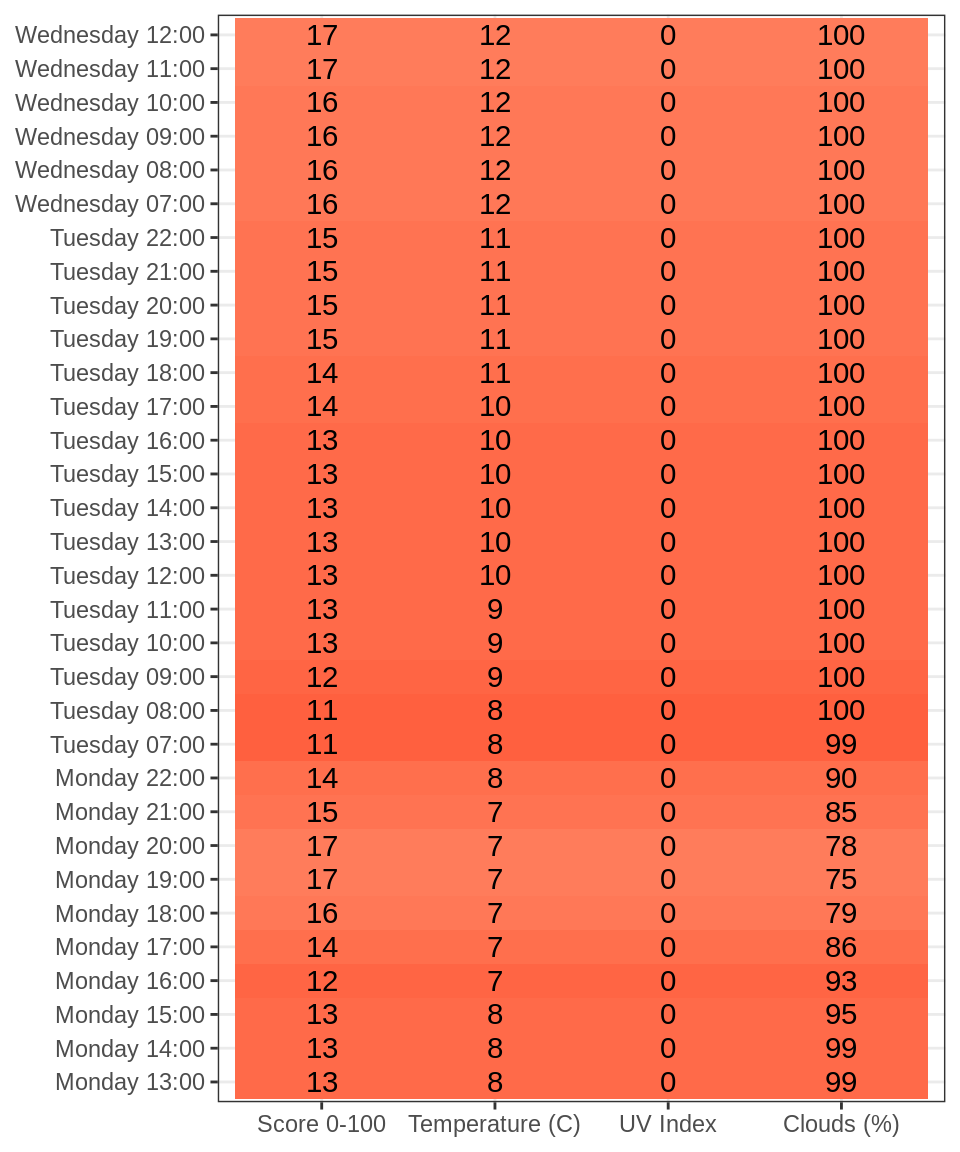 Wednesday 12:00 17 12 0 100
Wednesday 11:00 17 12 0 100
Wednesday 10:00 16 12 0 100
Wednesday 09:00 16 12 0 100
Wednesday 08:00 16 12 0 100
Wednesday 07:00 16 12 0 100
Tuesday 22:00 15 11 0 100
Tuesday 21:00 15 11 0 100
Tuesday 20:00 15 11 0 100
Tuesday 19:00 15 11 0 100
Tuesday 18:00 14 11 0 100
Tuesday 17:00 14 10 0 100
Tuesday 16:00 13 10 0 100
Tuesday 15:00 13 10 0 100
Tuesday 14:00 13 10 0 100
Tuesday 13:00 13 10 0 100
Tuesday 12:00 13 10 0 100
Tuesday 11:00 13 9 0 100
Tuesday 10:00 13 9 0 100
Tuesday 09:00 12 9 0 100
Tuesday 08:00 11 8 0 100
Tuesday 07:00 11 8 0 99
Monday 22:00 14 8 0 90
Monday 21:00 15 7 0 85
Monday 20:00 17 7 0 78
Monday 19:00 17 7 0 75
Monday 18:00 16 7 0 79
Monday 17:00 14 7 0 86
Monday 16:00 12 7 0 93
Monday 15:00 13 8 0 95
Monday 14:00 13 8 0 99
Monday 13:00 13 8 0 99
Score 0-100 Temperature (C) UV Index Clouds (%)